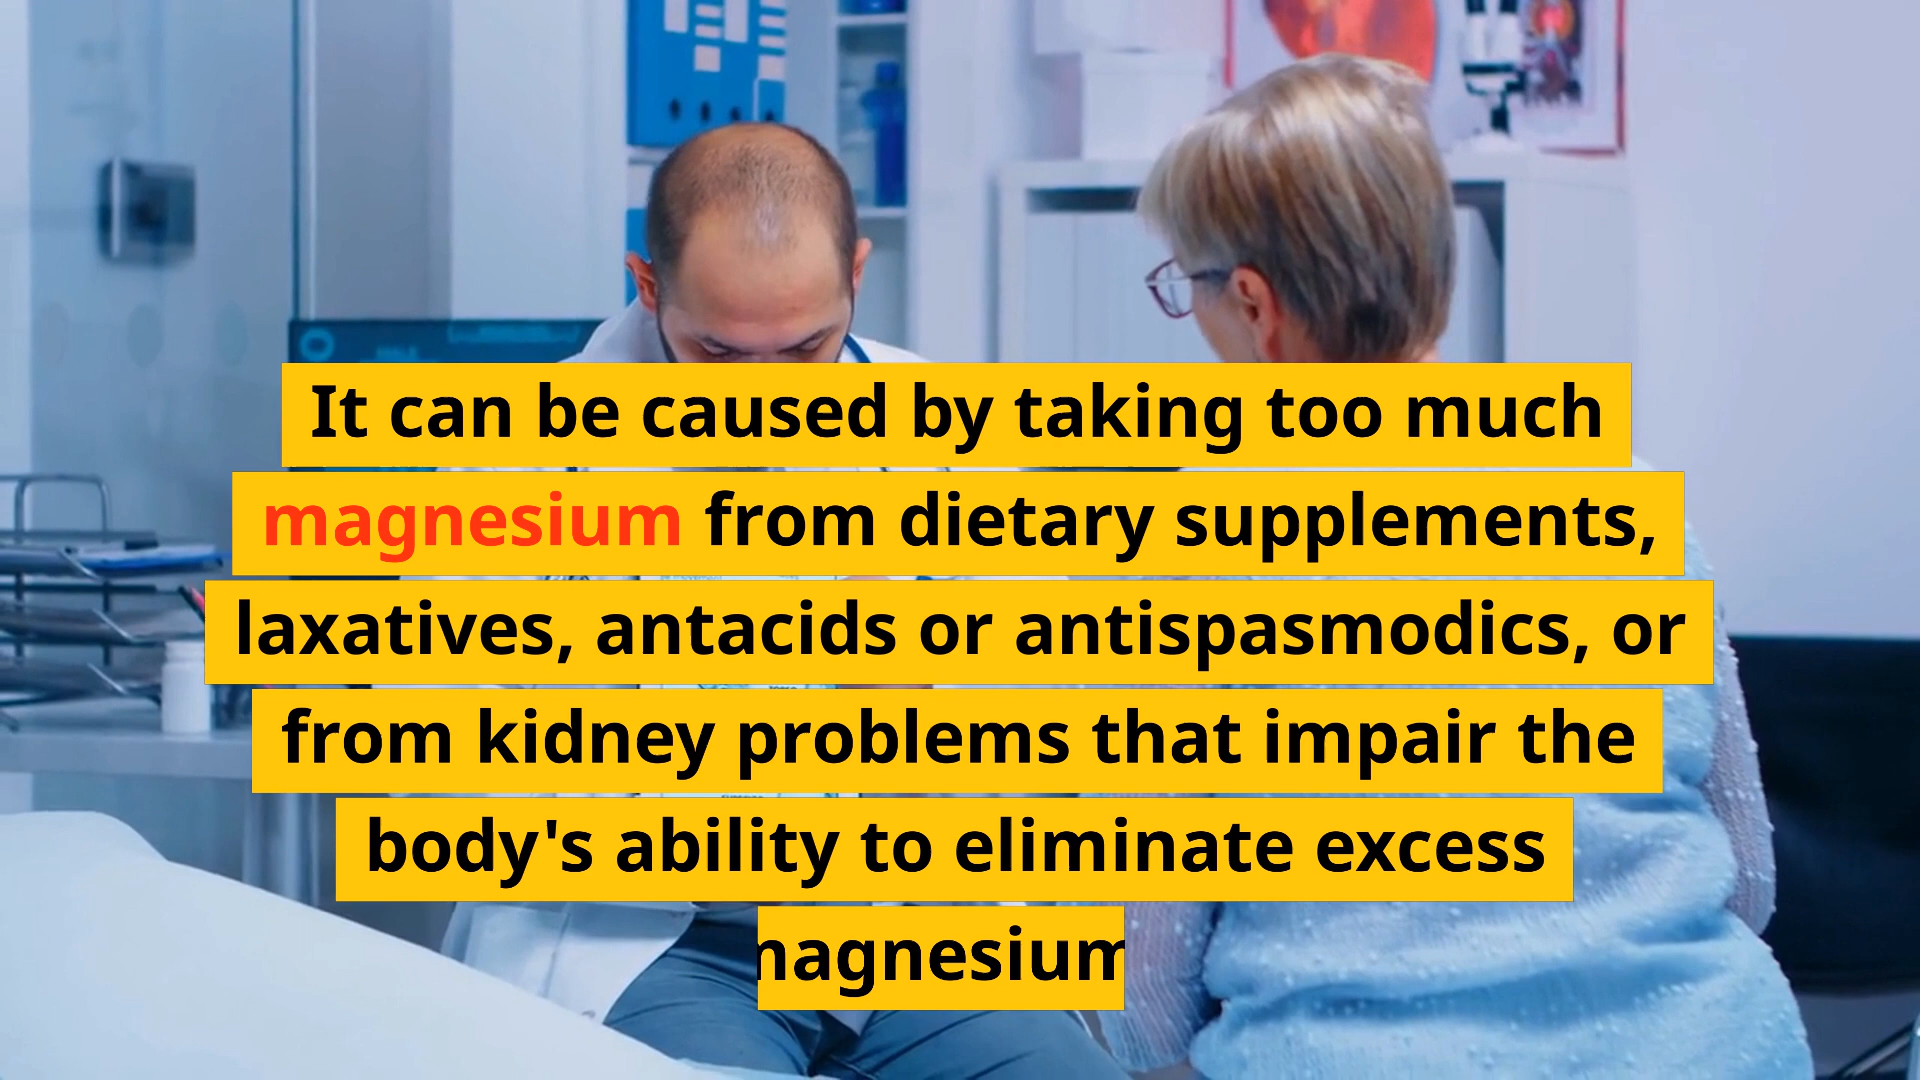 It can be caused by taking too much
magnesium from dietary supplements,
laxatives, antacids or antispasmodics, or
from kidney problems that impair the
body's ability to eliminate excess
magnesium